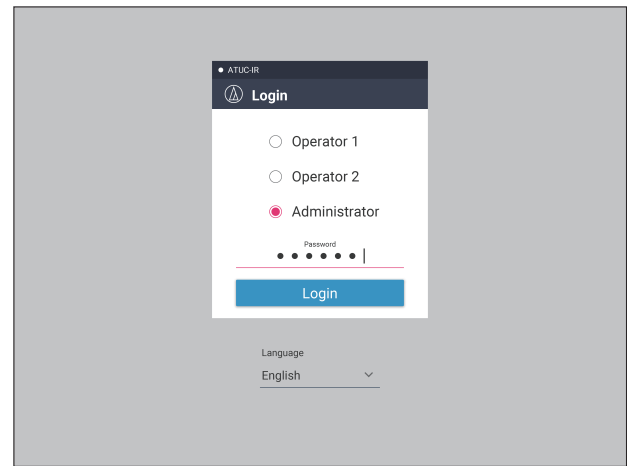 ATUC-IR
Login
Operator 1
Operator 2
Administrator
Password
Login
Language
English